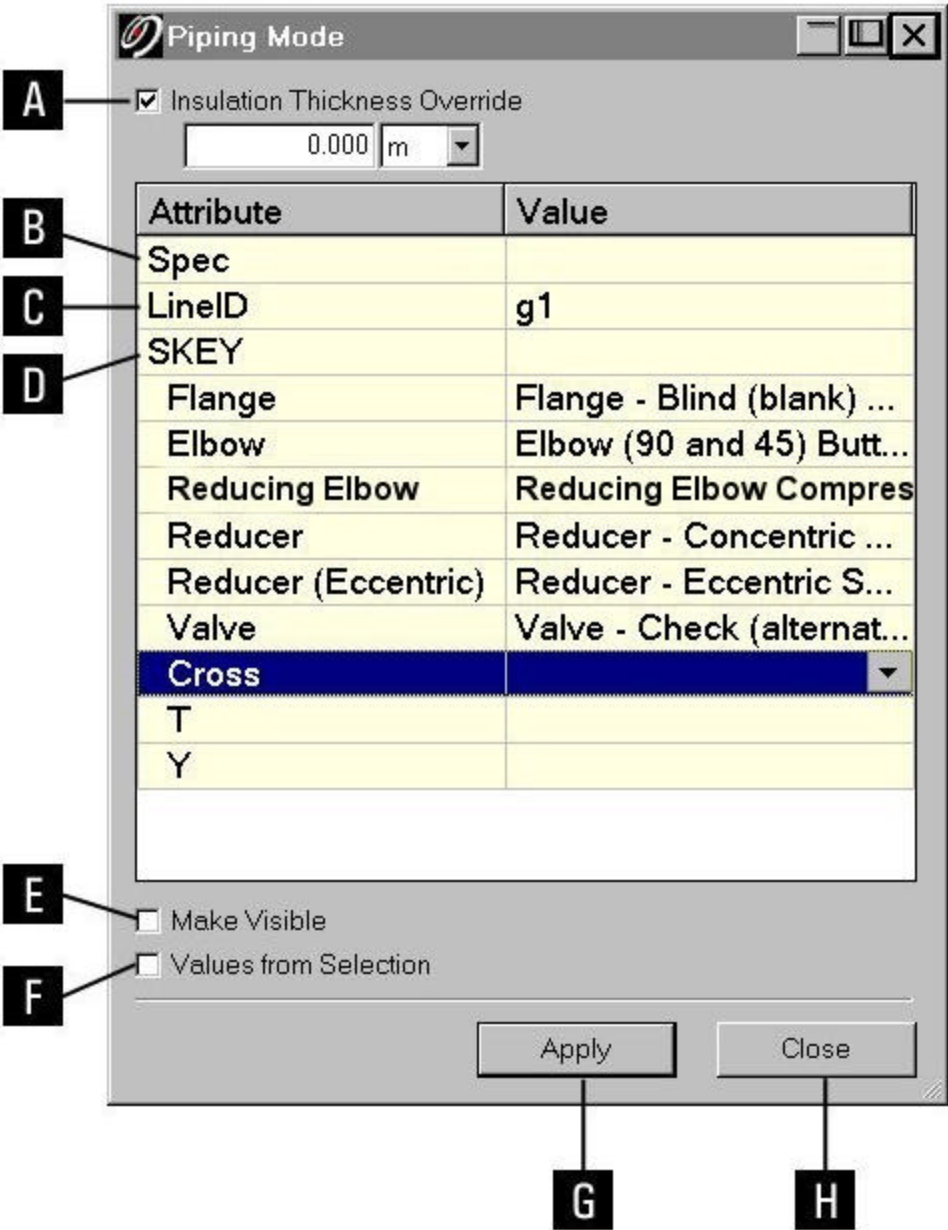 Piping Mode
A
Insulation Thickness Override
0.000 m
Attribute Value
B
Spec
C
LineID g1
D
SKEY
Flange Flange - Blind (blank) ...
Elbow Elbow (90 and 45) Butt...
Reducing Elbow Reducing Elbow Compres
Reducer Reducer - Concentric ...
Reducer (Eccentric) Reducer - Eccentric S...
Valve Valve - Check (alternat...
Cross
T
Y
E
Make Visible
F
Values from Selection
Apply Close
G H